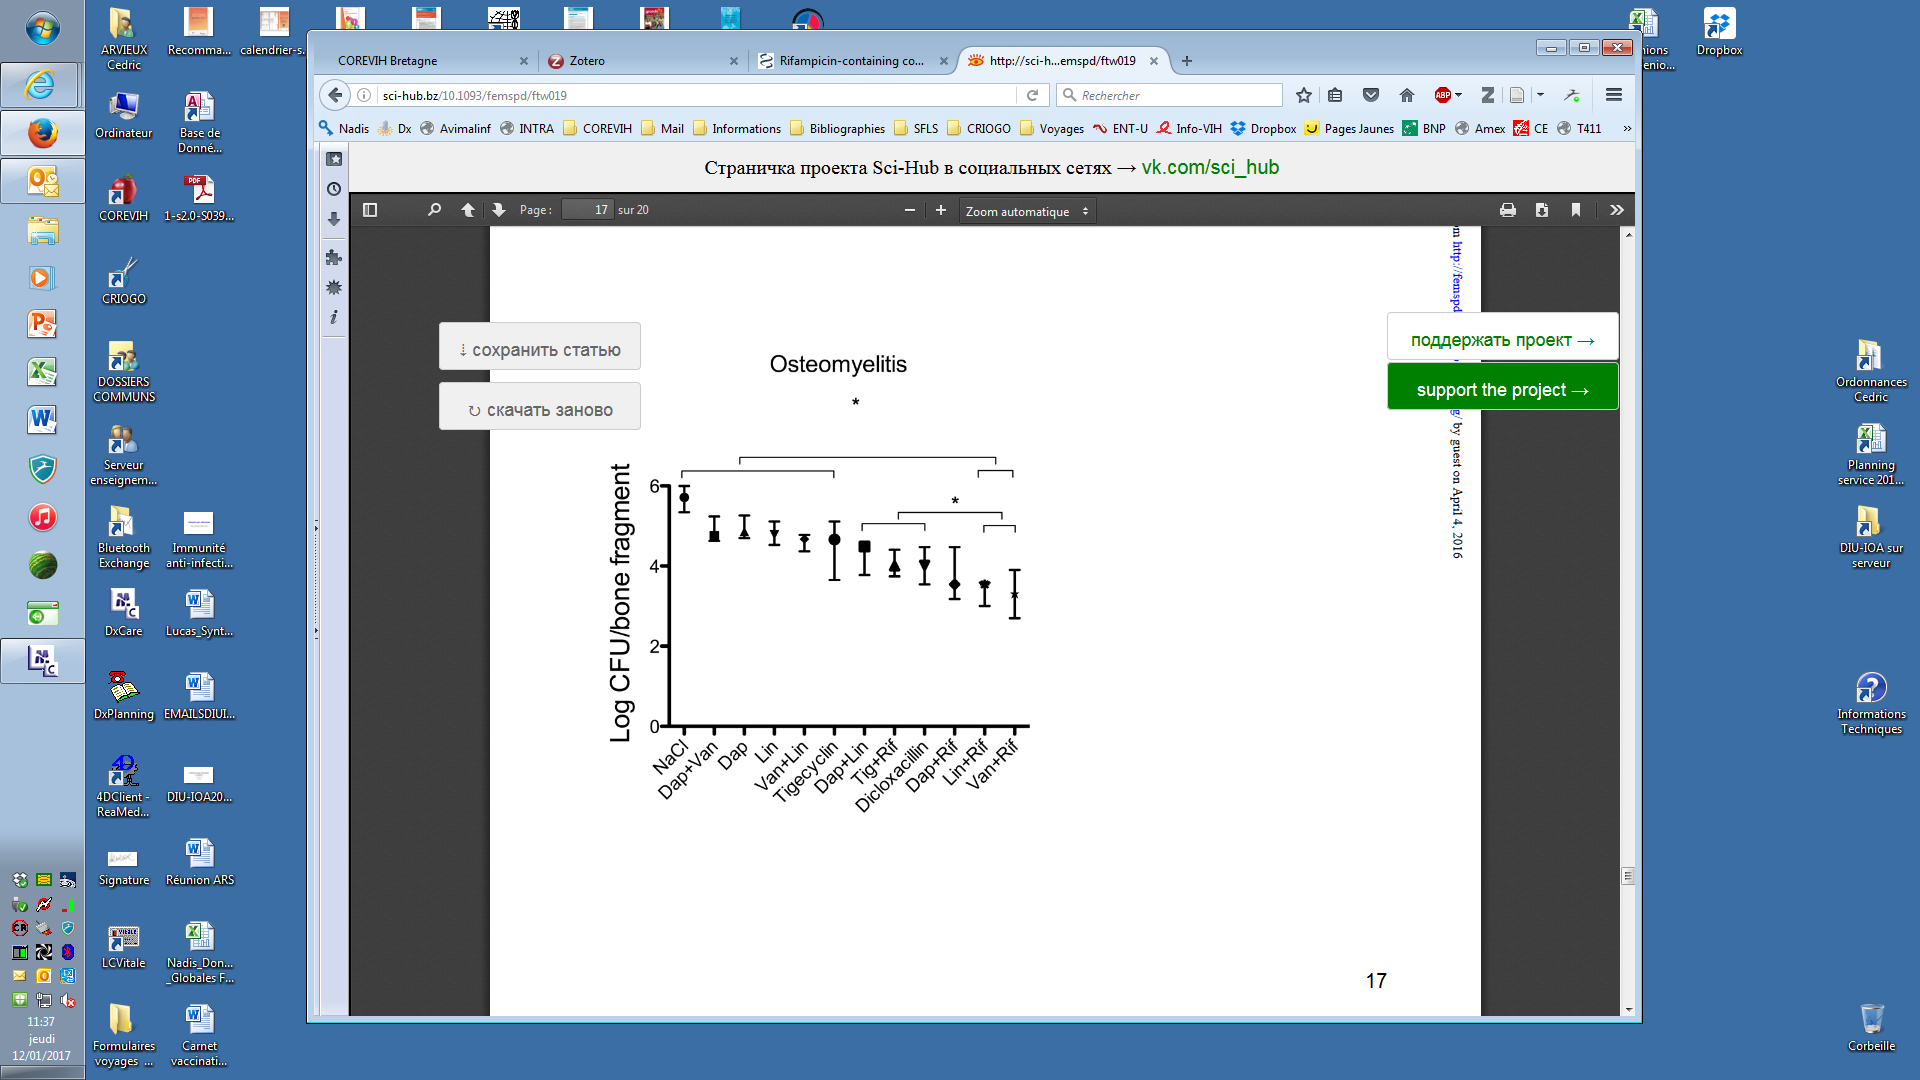 ARVIEUX
Cedric
Recomma...
calendrier-s...
Dropbox
COREVIH Bretagne
Zotero
Rifampicin-containing co...
http://sci-h...emspd/ftw019
sci-hub.bz/10.1093/femspd/ftw019
Rechercher
Nadis
Dx
Avimalinf
INTRA
COREVIH
Mail
Informations
Bibliographies
SFLS
CRIOGO
Voyages
ENT-U
Info-VIH
Dropbox
Pages Jaunes
BNP
Amex
CE
T411
Страничка проекта Sci-Hub в социальных сетях → vk.com/sci_hub
Page :
17
sur 20
Zoom automatique
⇣ сохранить статью
↻ скачать заново
поддержать проект →
support the project →
by guest on April 4, 2016
Osteomyelitis
*
*
Log CFU/bone fragment
6
4
2
0
NaCl
Dap+Van
Dap
Lin
Van+Lin
Tigecyclin
Dap+Lin
Tig+Rif
Dicloxacillin
Dap+Rif
Lin+Rif
Van+Rif
17
Ordinateur
Base de
Donné...
COREVIH
1-s2.0-S039...
CRIOGO
DOSSIERS
COMMUNS
Serveur
enseignem...
Bluetooth
Exchange
Immunité
anti-infecti...
DxCare
Lucas_Synt...
DxPlanning
EMAILSDIUI...
4DClient -
ReaMed...
DIU-IOA20...
Signature
Réunion ARS
LCVitale
Nadis_Don...
_Globales F...
Formulaires
voyages ...
Carnet
vaccinati...
Ordonnances
Cedric
Planning
service 201...
DIU-IOA sur
serveur
Informations
Techniques
Corbeille
11:37
jeudi
12/01/2017